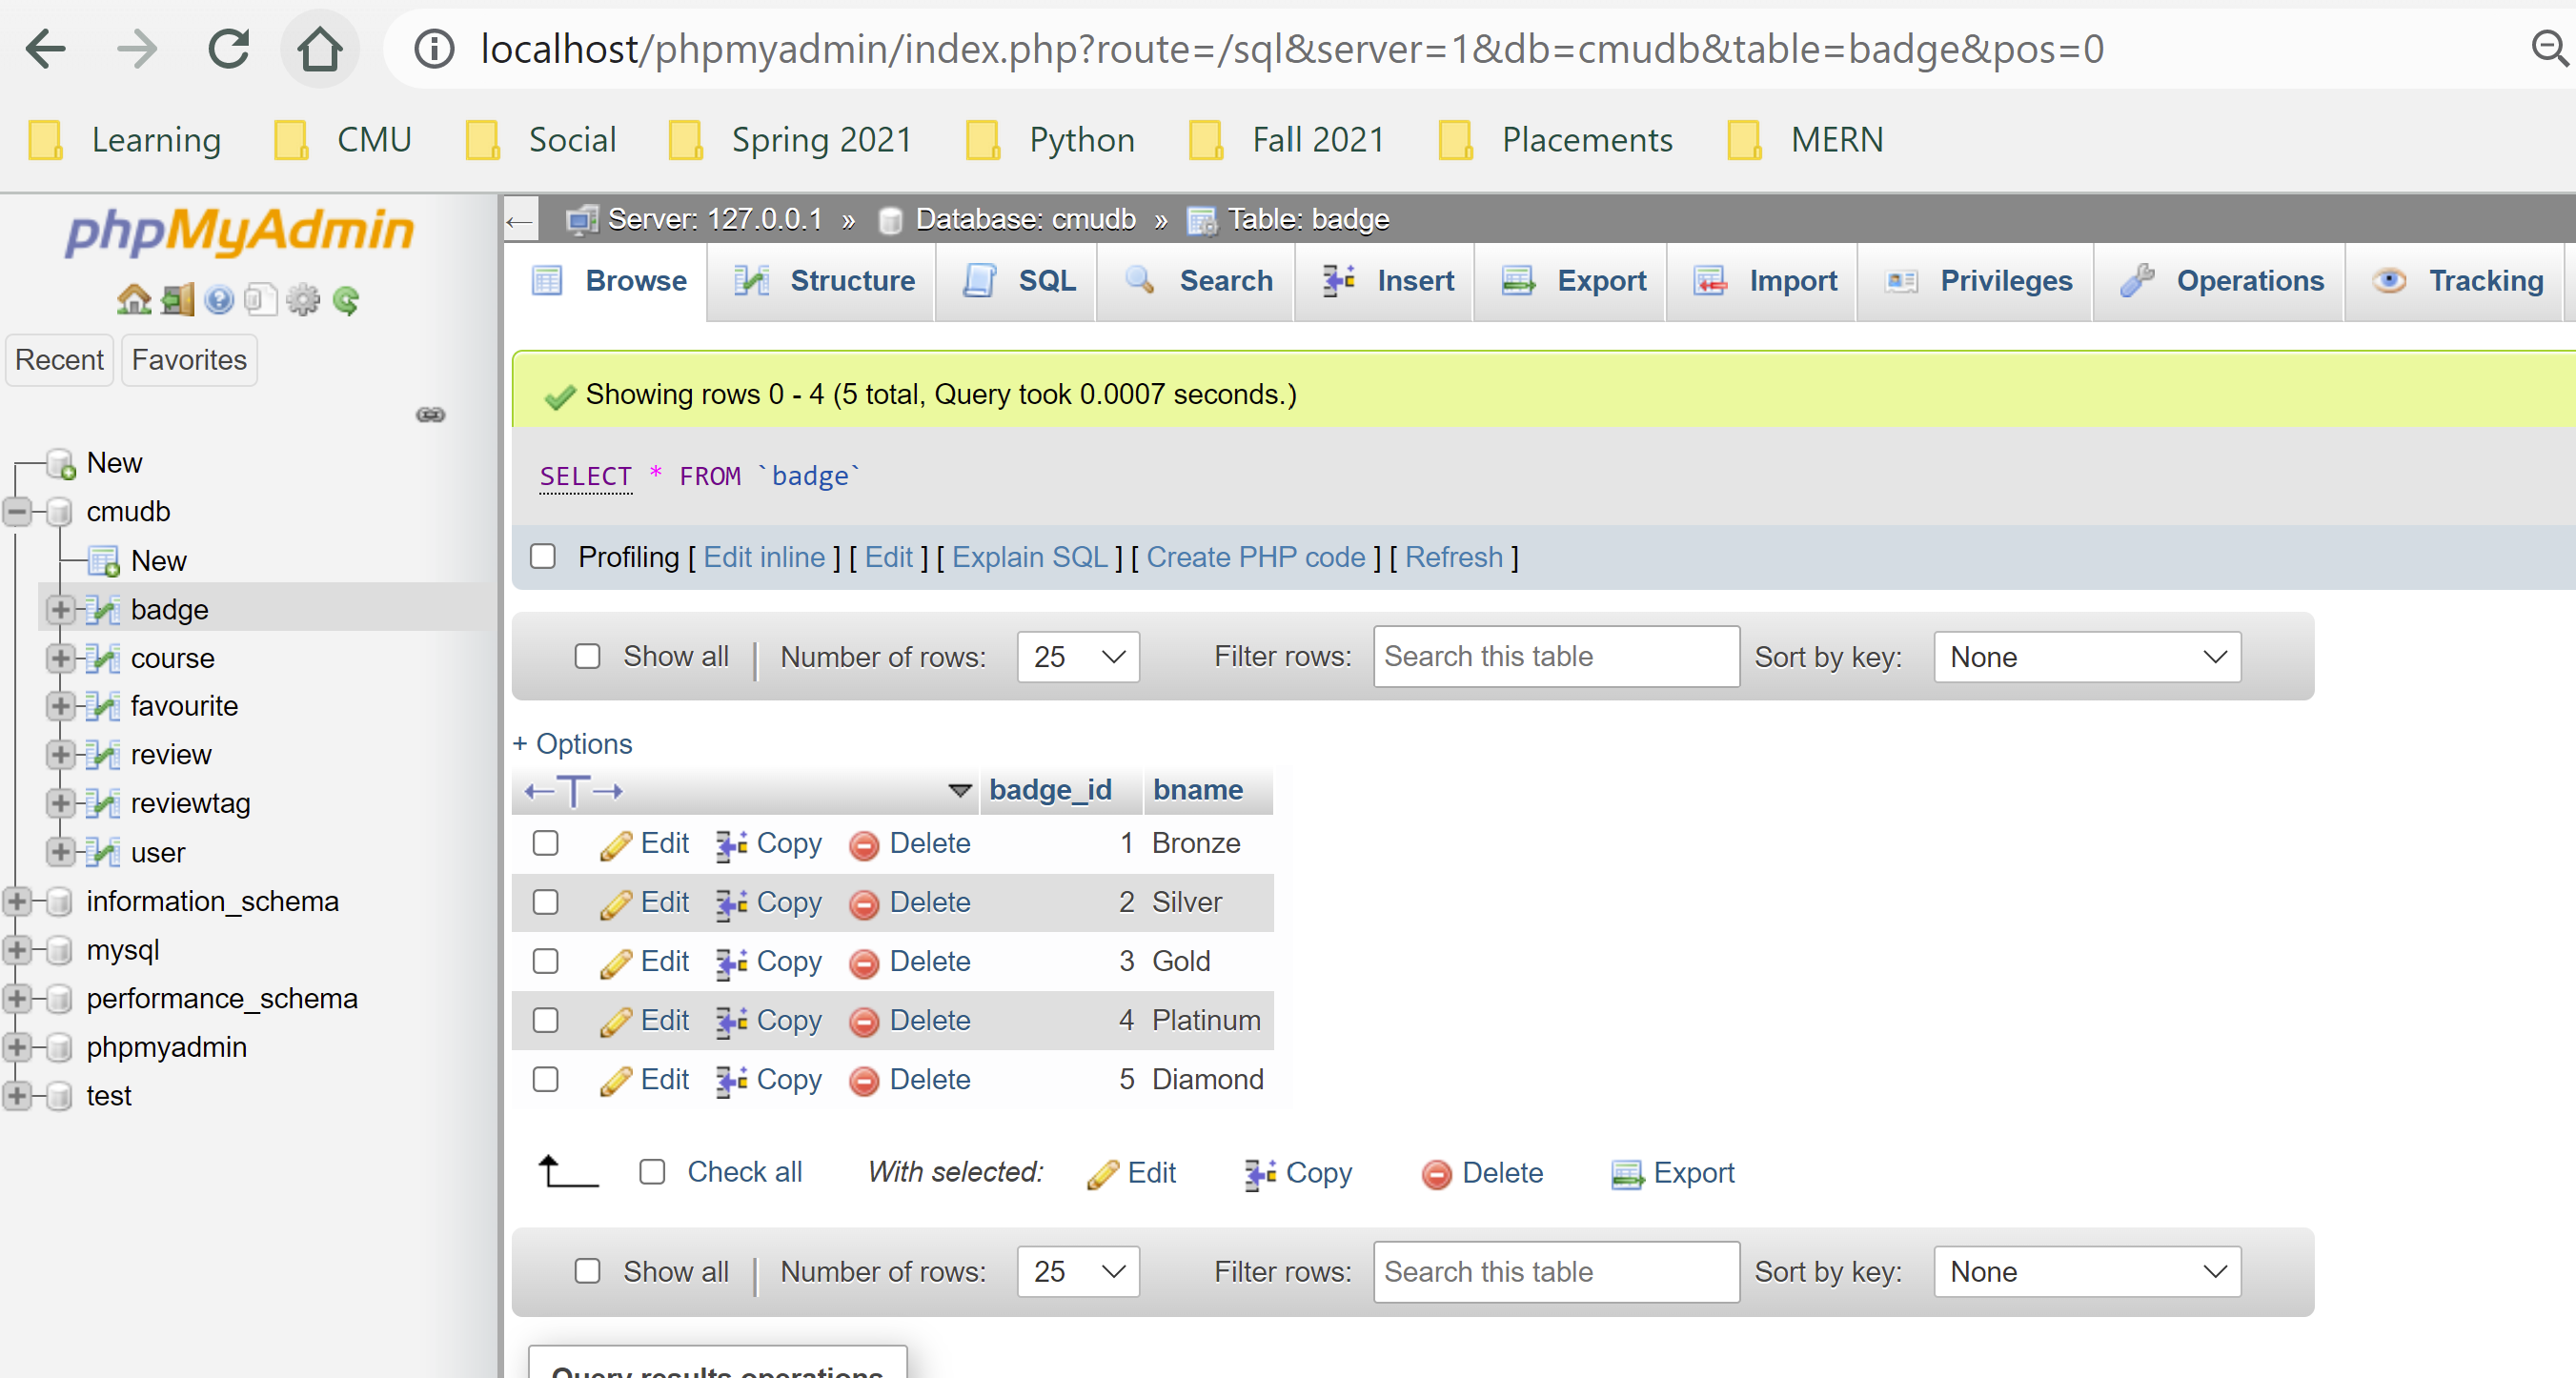 localhost/phpmyadmin/index.php?route=/sql&server=1&db=cmudb&table=badge&pos=0
Learning CMU Social Spring 2021 Python Fall 2021 Placements MERN
phpMyAdmin
Recent Favorites
New
cmudb
New
badge
course
favourite
review
reviewtag
user
information_schema
mysql
performance_schema
phpmyadmin
test
Server: 127.0.0.1 » Database: cmudb » Table: badge
Browse Structure SQL Search Insert Export Import Privileges Operations Tracking
Showing rows 0 - 4 (5 total, Query took 0.0007 seconds.)
SELECT * FROM `badge`
Profiling [ Edit inline ] [ Edit ] [ Explain SQL ] [ Create PHP code ] [ Refresh ]
Show all | Number of rows: 25 Filter rows: Search this table Sort by key: None
+ Options
←T→ badge_id bname
Edit Copy Delete 1 Bronze
Edit Copy Delete 2 Silver
Edit Copy Delete 3 Gold
Edit Copy Delete 4 Platinum
Edit Copy Delete 5 Diamond
Check all With selected: Edit Copy Delete Export
Show all | Number of rows: 25 Filter rows: Search this table Sort by key: None
Query results operations